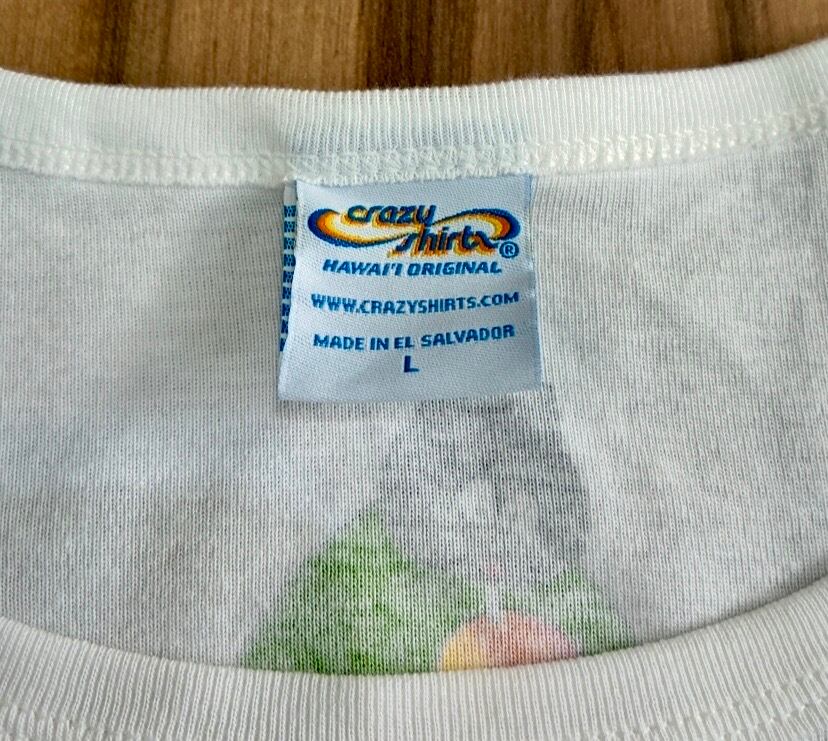 crazy
shirts®
HAWAI'I ORIGINAL
WWW.CRAZYSHIRTS.COM
MADE IN EL SALVADOR
L